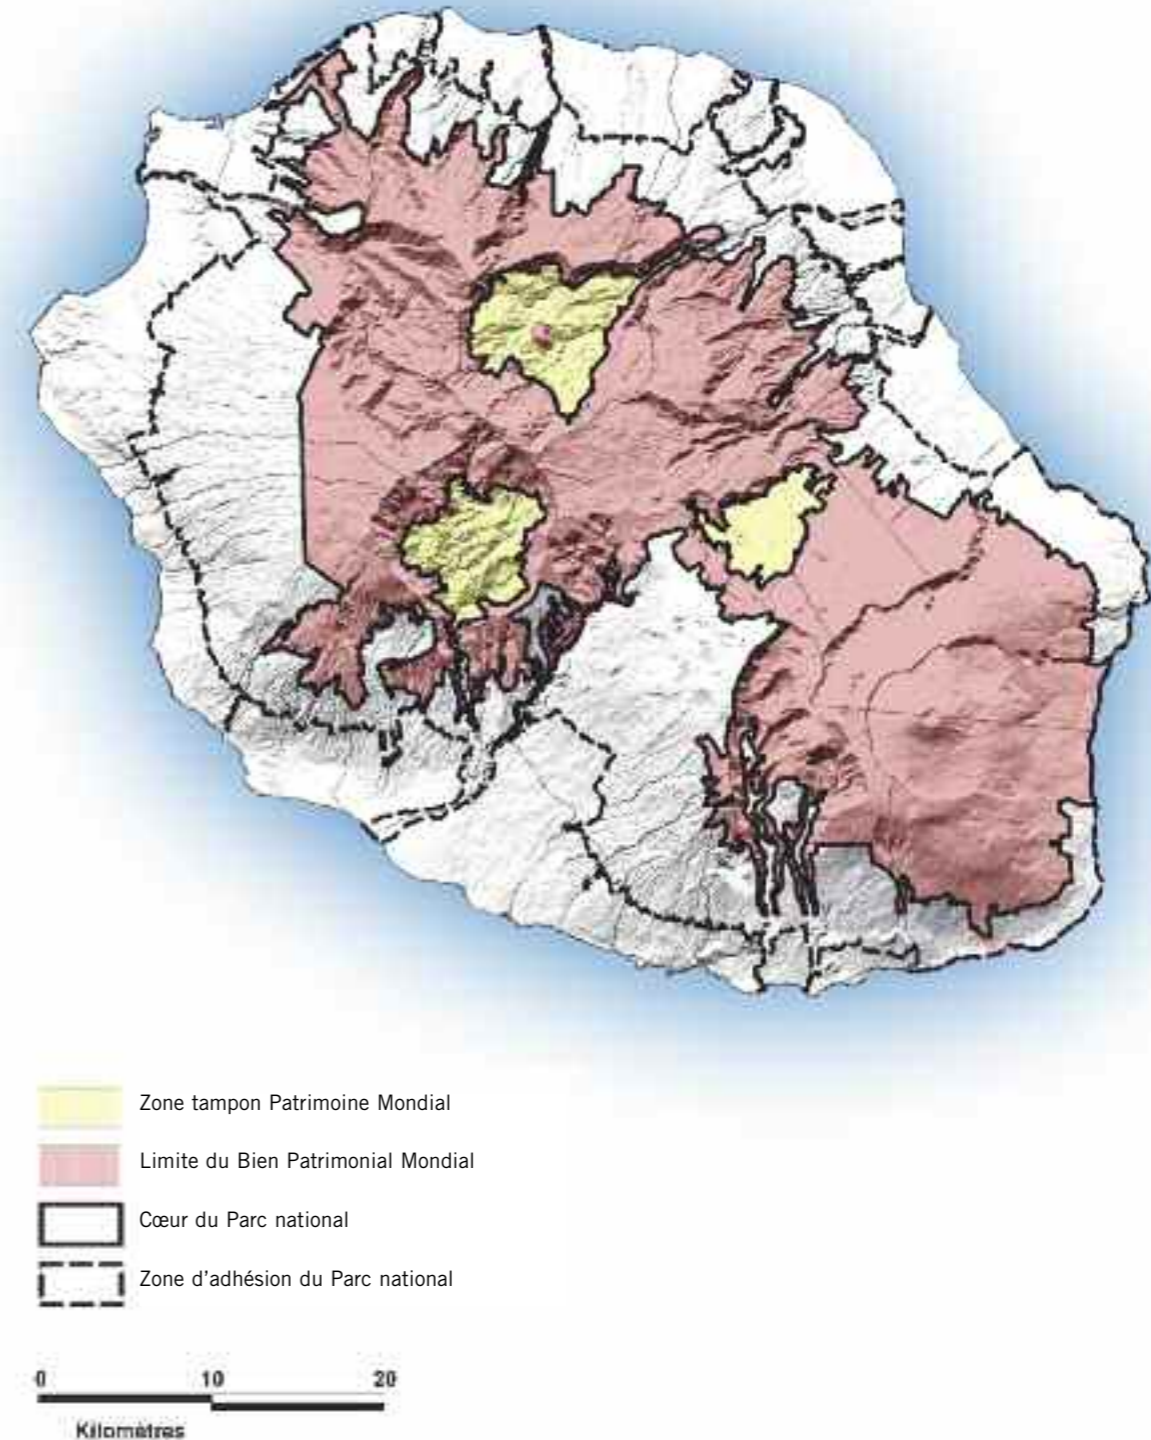 Zone tampon Patrimoine Mondial
Limite du Bien Patrimonial Mondial
Cœur du Parc national
Zone d'adhésion du Parc national
0 10 20
Kilomètres